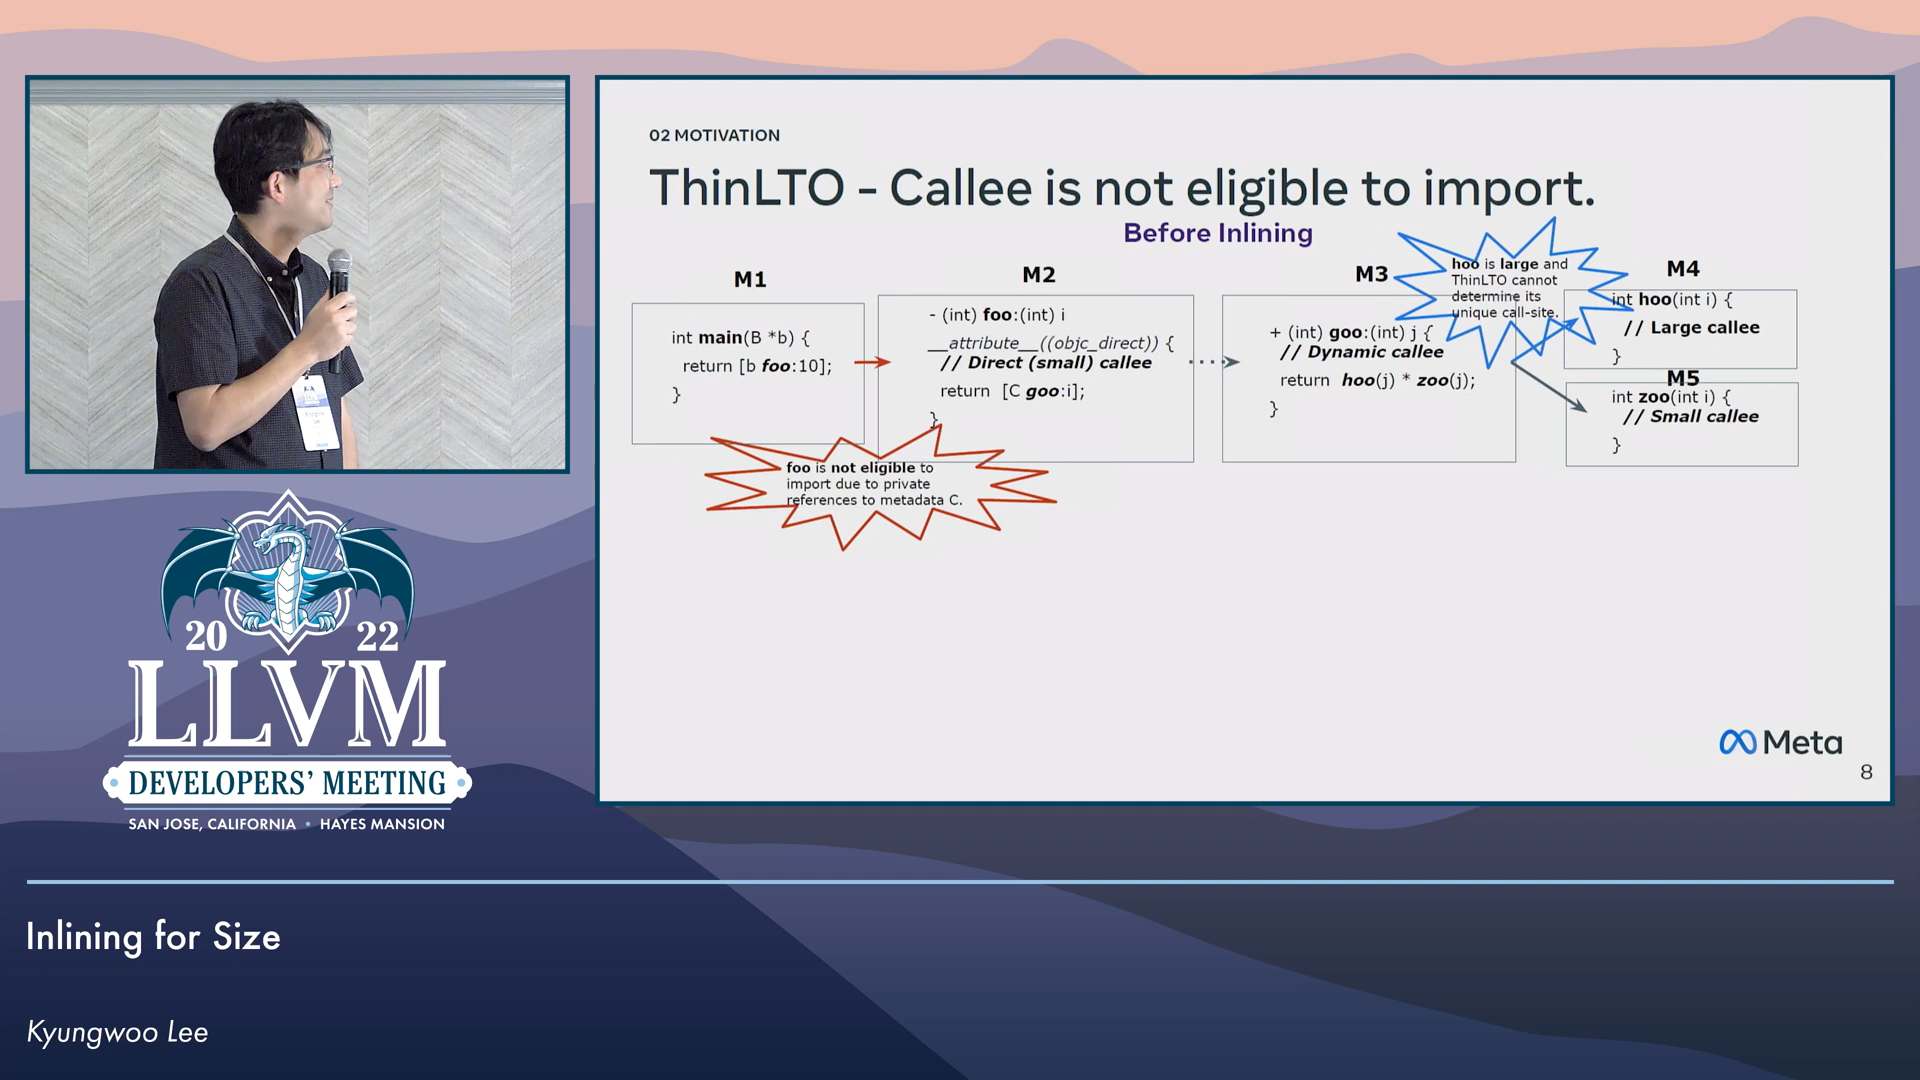 02 MOTIVATION
ThinLTO - Callee is not eligible to import.
Before Inlining
M1
int main(B *b) {
return [b foo:10];
}
M2
- (int) foo:(int) i
__attribute__((objc_direct)) {
// Direct (small) callee
return [C goo:i];
}
foo is not eligible to
import due to private
references to metadata C.
M3
+ (int) goo:(int) j {
// Dynamic callee
return hoo(j) * zoo(j);
}
hoo is large and
ThinLTO cannot
determine its
unique call-site.
M4
int hoo(int i) {
// Large callee
}
M5
int zoo(int i) {
// Small callee
}
Meta
8
20 22
LLVM
DEVELOPERS' MEETING
SAN JOSE, CALIFORNIA • HAYES MANSION
Inlining for Size
Kyungwoo Lee